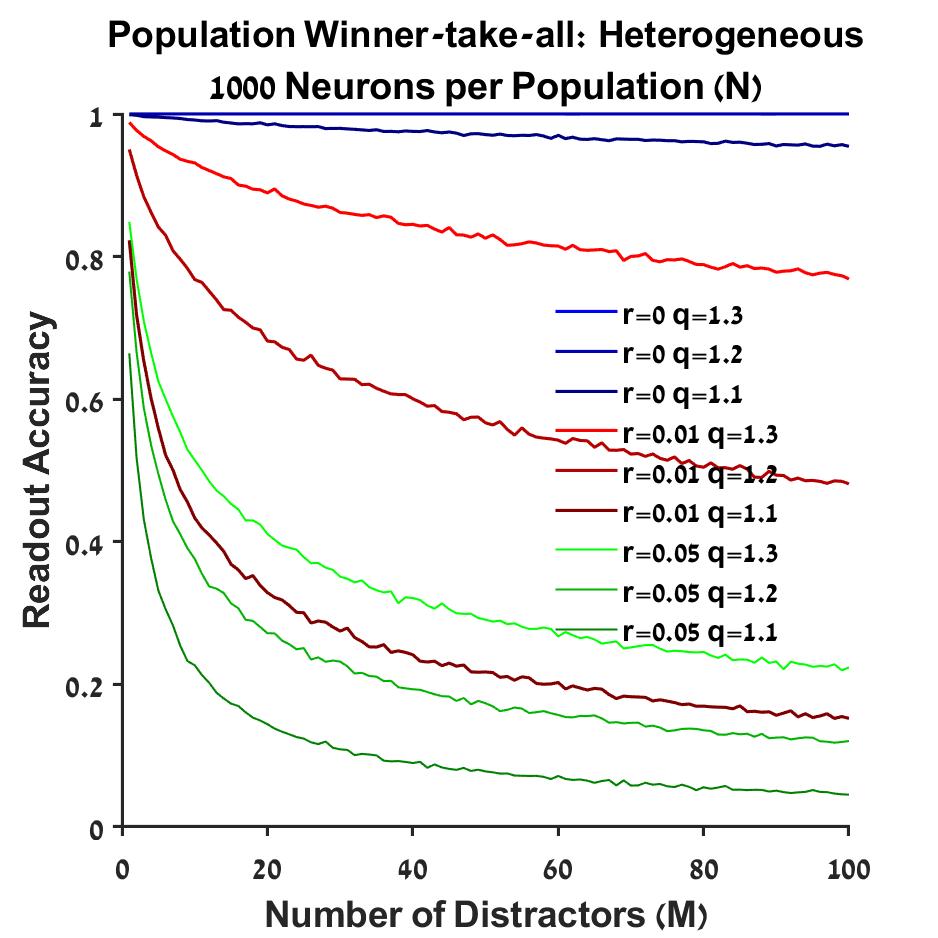 Population Winner-take-all: Heterogeneous
1000 Neurons per Population (N)
1
0.8
0.6
0.4
0.2
0
Readout Accuracy
r=0 q=1.3
r=0 q=1.2
r=0 q=1.1
r=0.01 q=1.3
r=0.01 q=1.2
r=0.01 q=1.1
r=0.05 q=1.3
r=0.05 q=1.2
r=0.05 q=1.1
0 20 40 60 80 100
Number of Distractors (M)